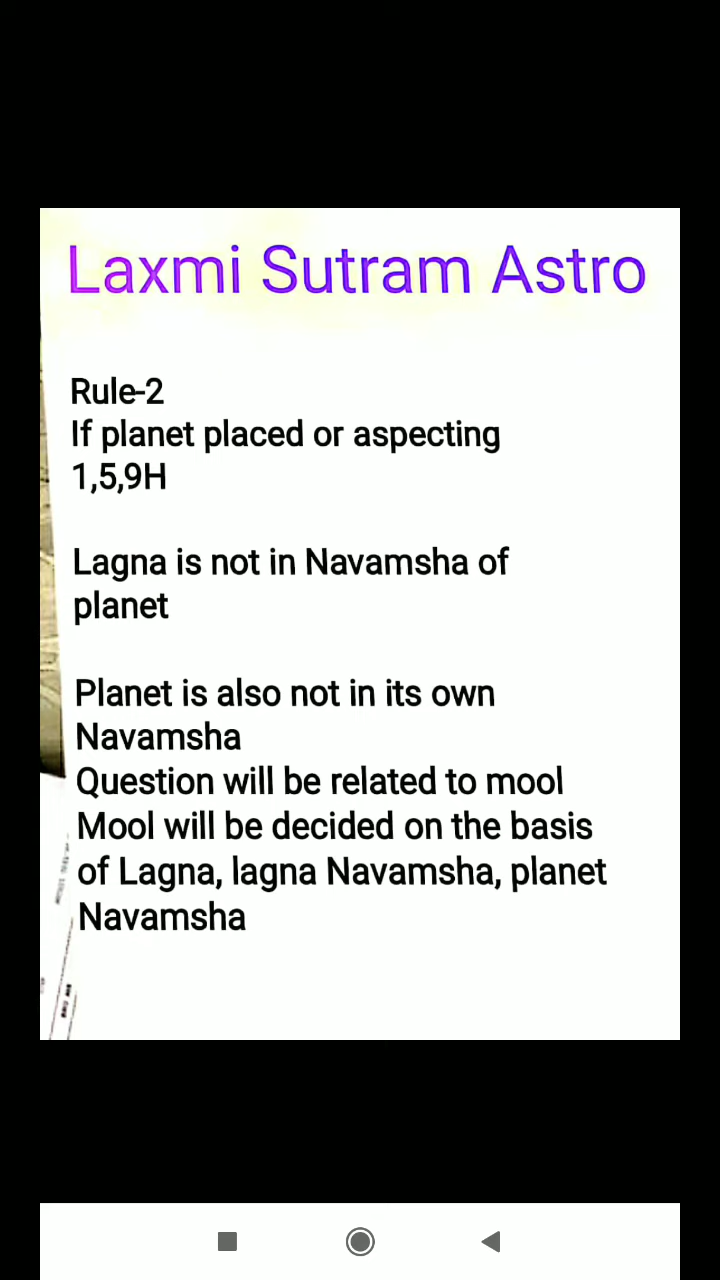 Laxmi Sutram Astro
Rule-2
If planet placed or aspecting
1,5,9H
Lagna is not in Navamsha of
planet
Planet is also not in its own
Navamsha
Question will be related to mool
Mool will be decided on the basis
of Lagna, lagna Navamsha, planet
Navamsha